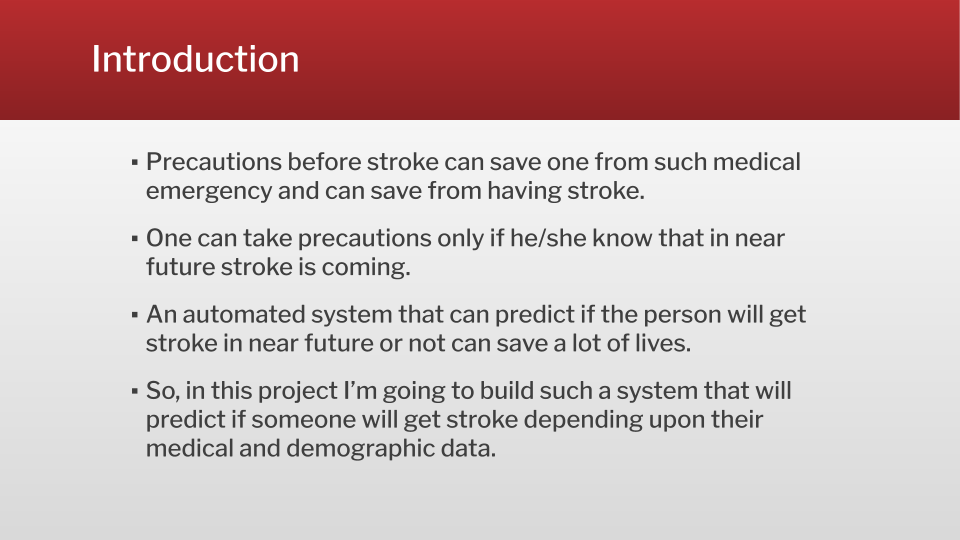 Introduction
▪ Precautions before stroke can save one from such medical
emergency and can save from having stroke.
▪ One can take precautions only if he/she know that in near
future stroke is coming.
▪ An automated system that can predict if the person will get
stroke in near future or not can save a lot of lives.
▪ So, in this project I’m going to build such a system that will
predict if someone will get stroke depending upon their
medical and demographic data.